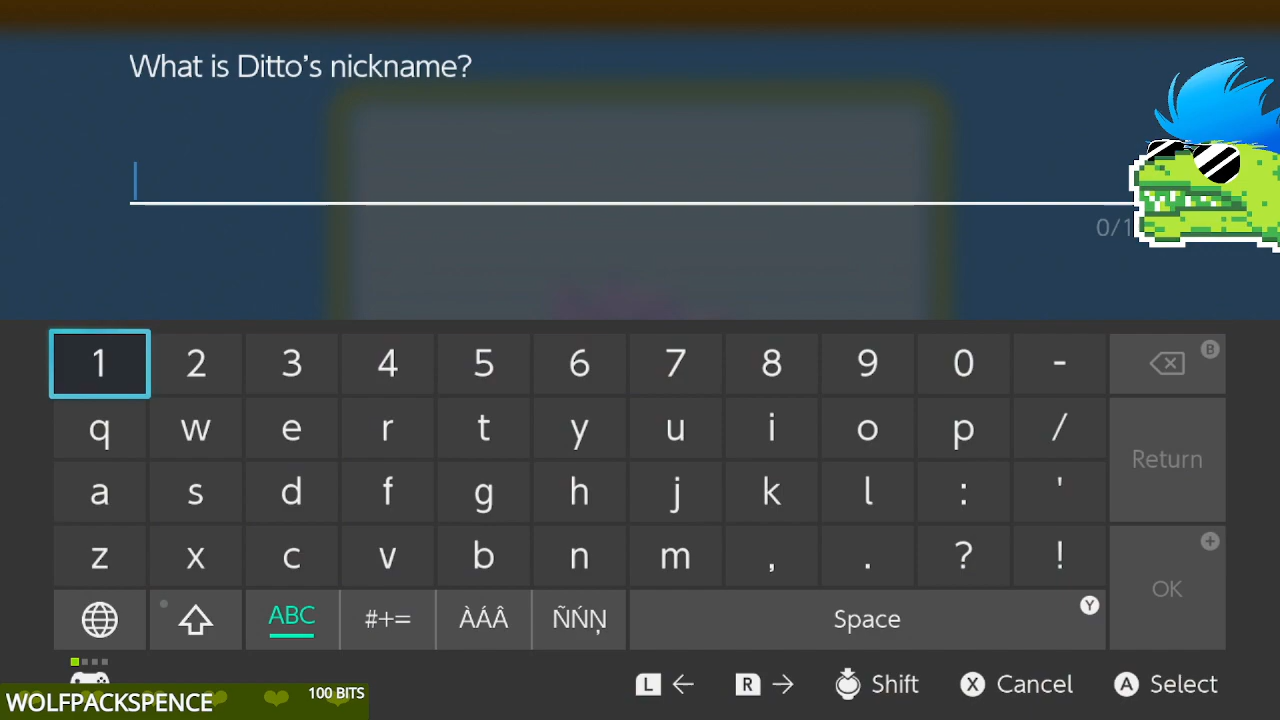 What is Ditto's nickname?
0/1
1 2 3 4 5 6 7 8 9 0 -
B
q w e r t y u i o p /
Return
a s d f g h j k l : '
z x c v b n m , . ? !
+
OK
ABC #+= ÀÁÂ ÑŃŅ Space Y
L ← R → Shift X Cancel A Select
WOLFPACKSPENCE 100 BITS